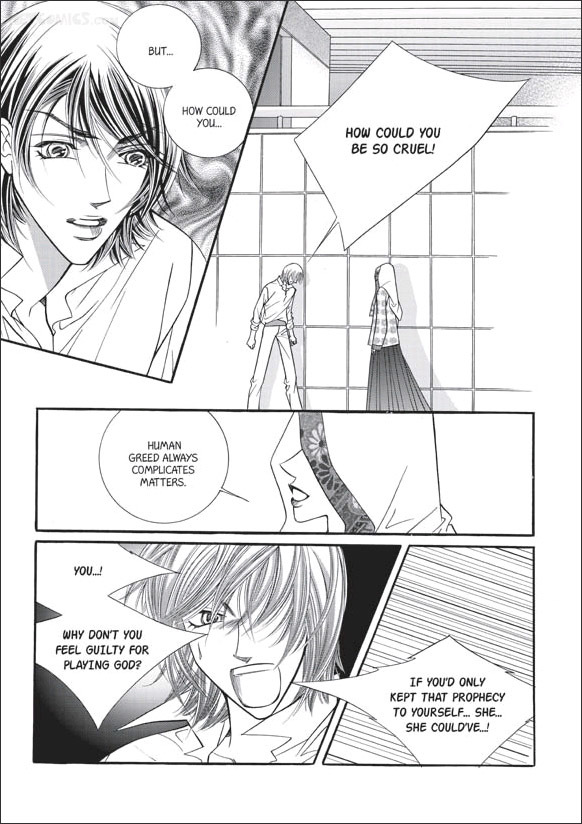 BUT...
HOW COULD
YOU...
HOW COULD YOU
BE SO CRUEL!
HUMAN
GREED ALWAYS
COMPLICATES
MATTERS.
YOU...!
WHY DON'T YOU
FEEL GUILTY FOR
PLAYING GOD?
IF YOU'D ONLY
KEPT THAT PROPHECY
TO YOURSELF... SHE...
SHE COULD'VE...!